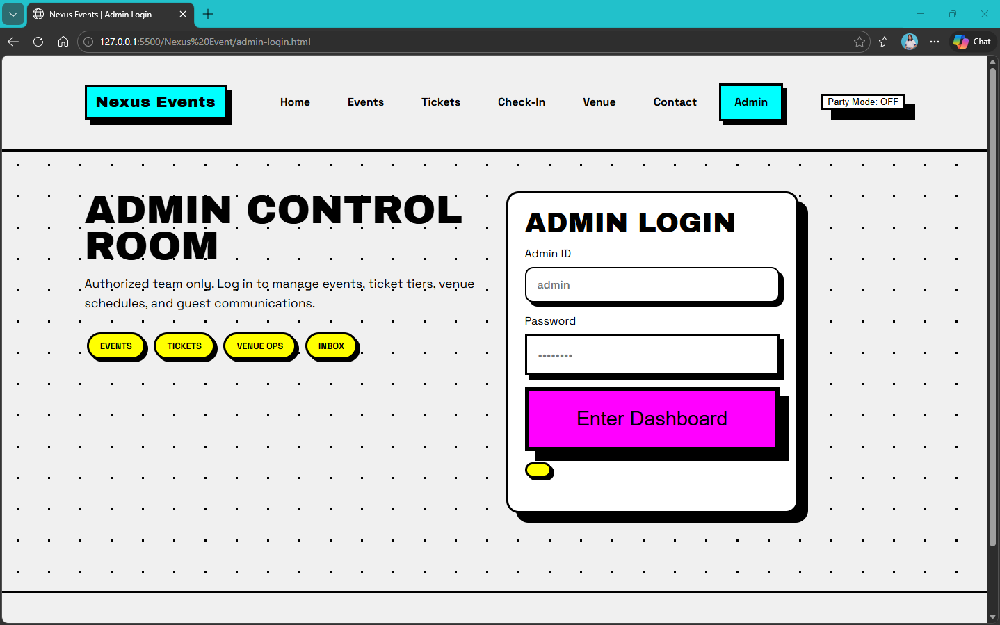 Nexus Events | Admin Login
127.0.0.1:5500/Nexus%20Event/admin-login.html
Chat
Nexus Events
Home
Events
Tickets
Check-In
Venue
Contact
Admin
Party Mode: OFF
ADMIN CONTROL
ROOM
Authorized team only. Log in to manage events, ticket tiers, venue
schedules, and guest communications.
EVENTS
TICKETS
VENUE OPS
INBOX
ADMIN LOGIN
Admin ID
admin
Password
••••••••
Enter Dashboard